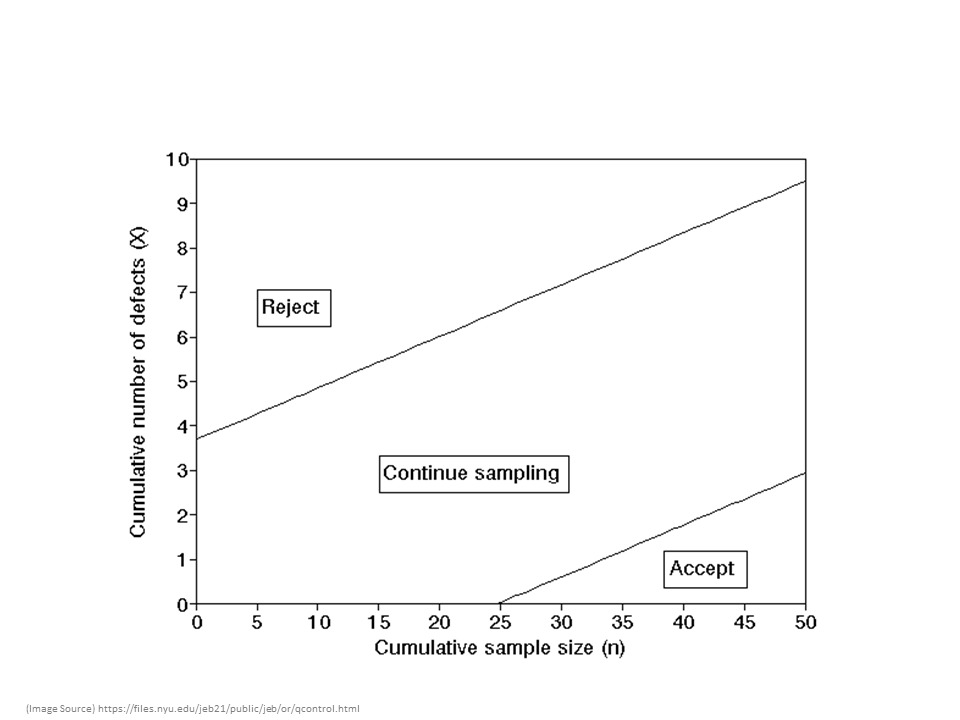 10
9
8
7
6
5
4
3
2
1
0
Cumulative number of defects (X)
Reject
Continue sampling
Accept
0 5 10 15 20 25 30 35 40 45 50
Cumulative sample size (n)
(Image Source) https://files.nyu.edu/jeb21/public/jeb/or/qcontrol.html